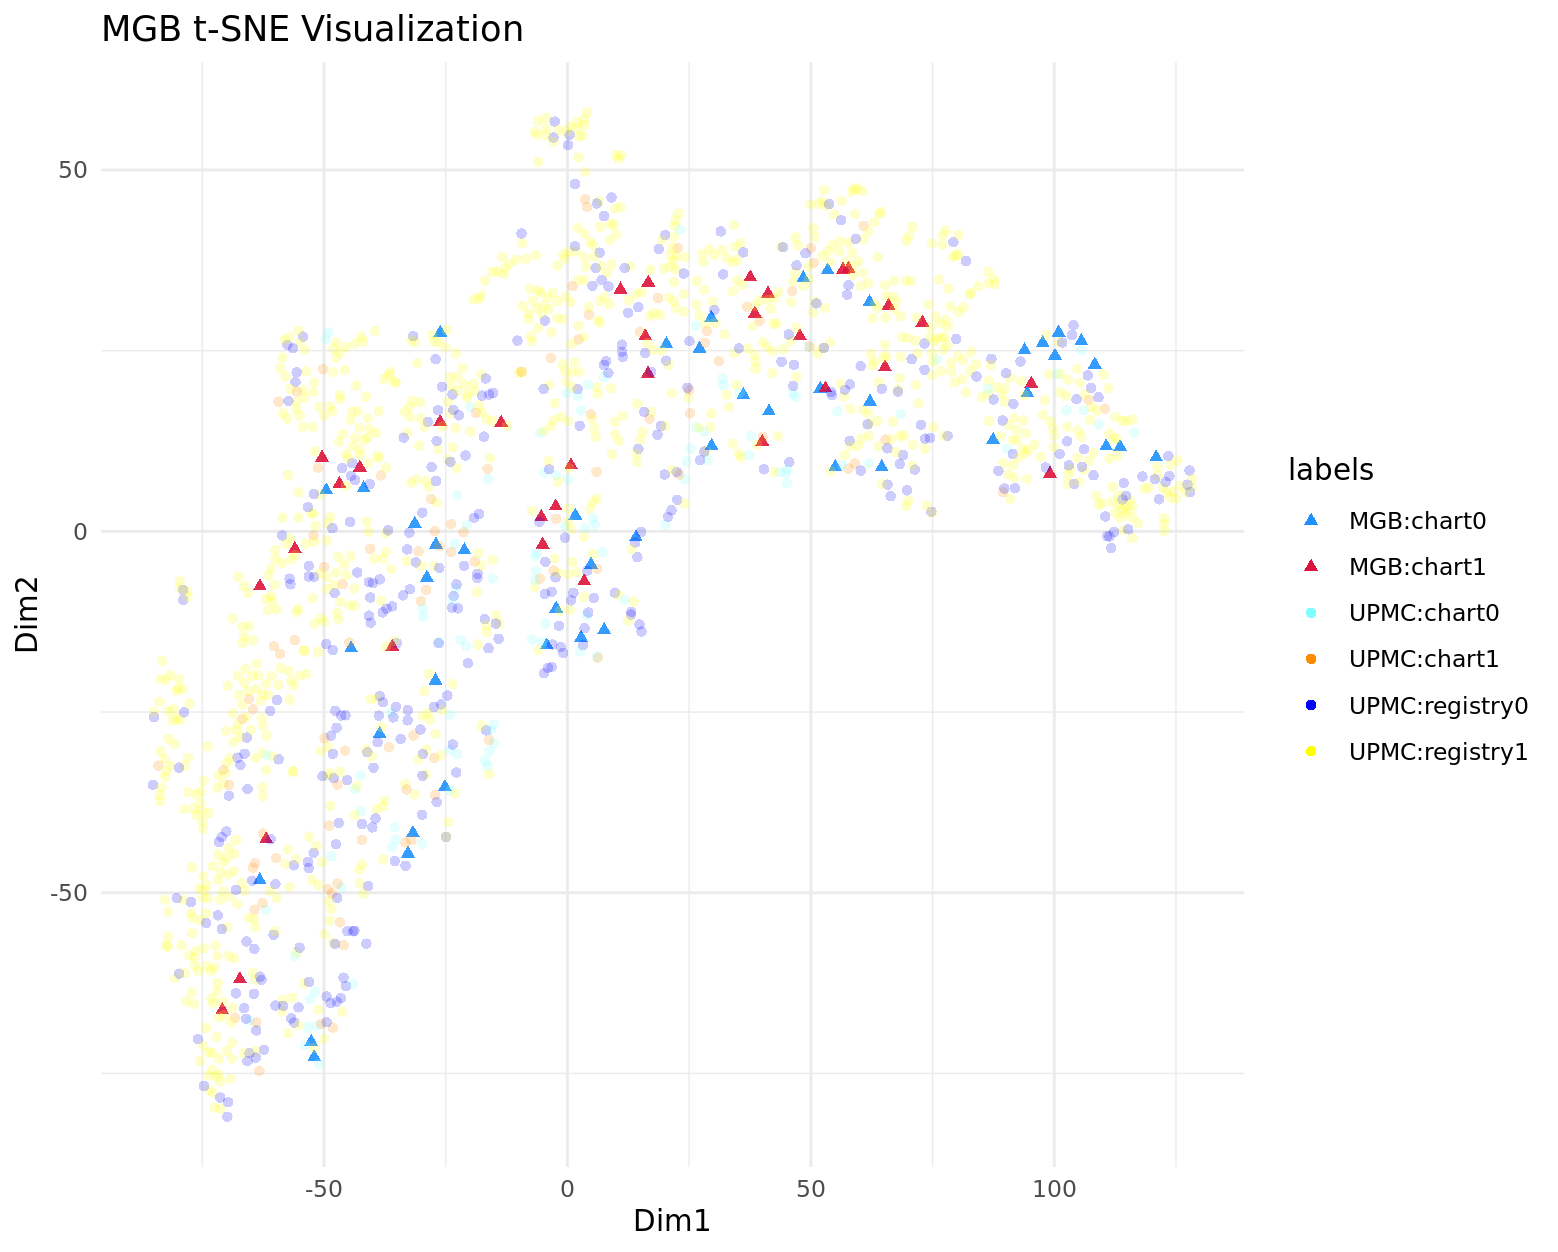 MGB t-SNE Visualization
50
0
-50
Dim2
-50
0
50
100
Dim1
labels
MGB:chart0
MGB:chart1
UPMC:chart0
UPMC:chart1
UPMC:registry0
UPMC:registry1